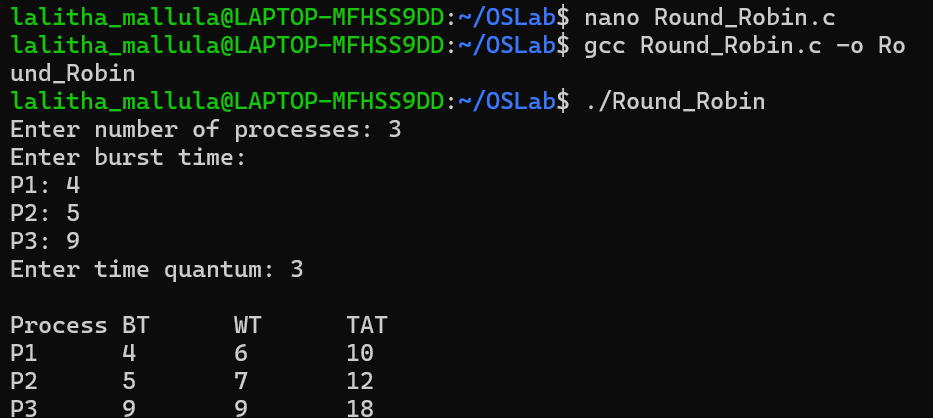 lalitha_mallula@LAPTOP-MFHSS9DD:~/OSLab$ nano Round_Robin.c
lalitha_mallula@LAPTOP-MFHSS9DD:~/OSLab$ gcc Round_Robin.c -o Ro
und_Robin
lalitha_mallula@LAPTOP-MFHSS9DD:~/OSLab$ ./Round_Robin
Enter number of processes: 3
Enter burst time:
P1: 4
P2: 5
P3: 9
Enter time quantum: 3
Process BT WT TAT
P1 4 6 10
P2 5 7 12
P3 9 9 18